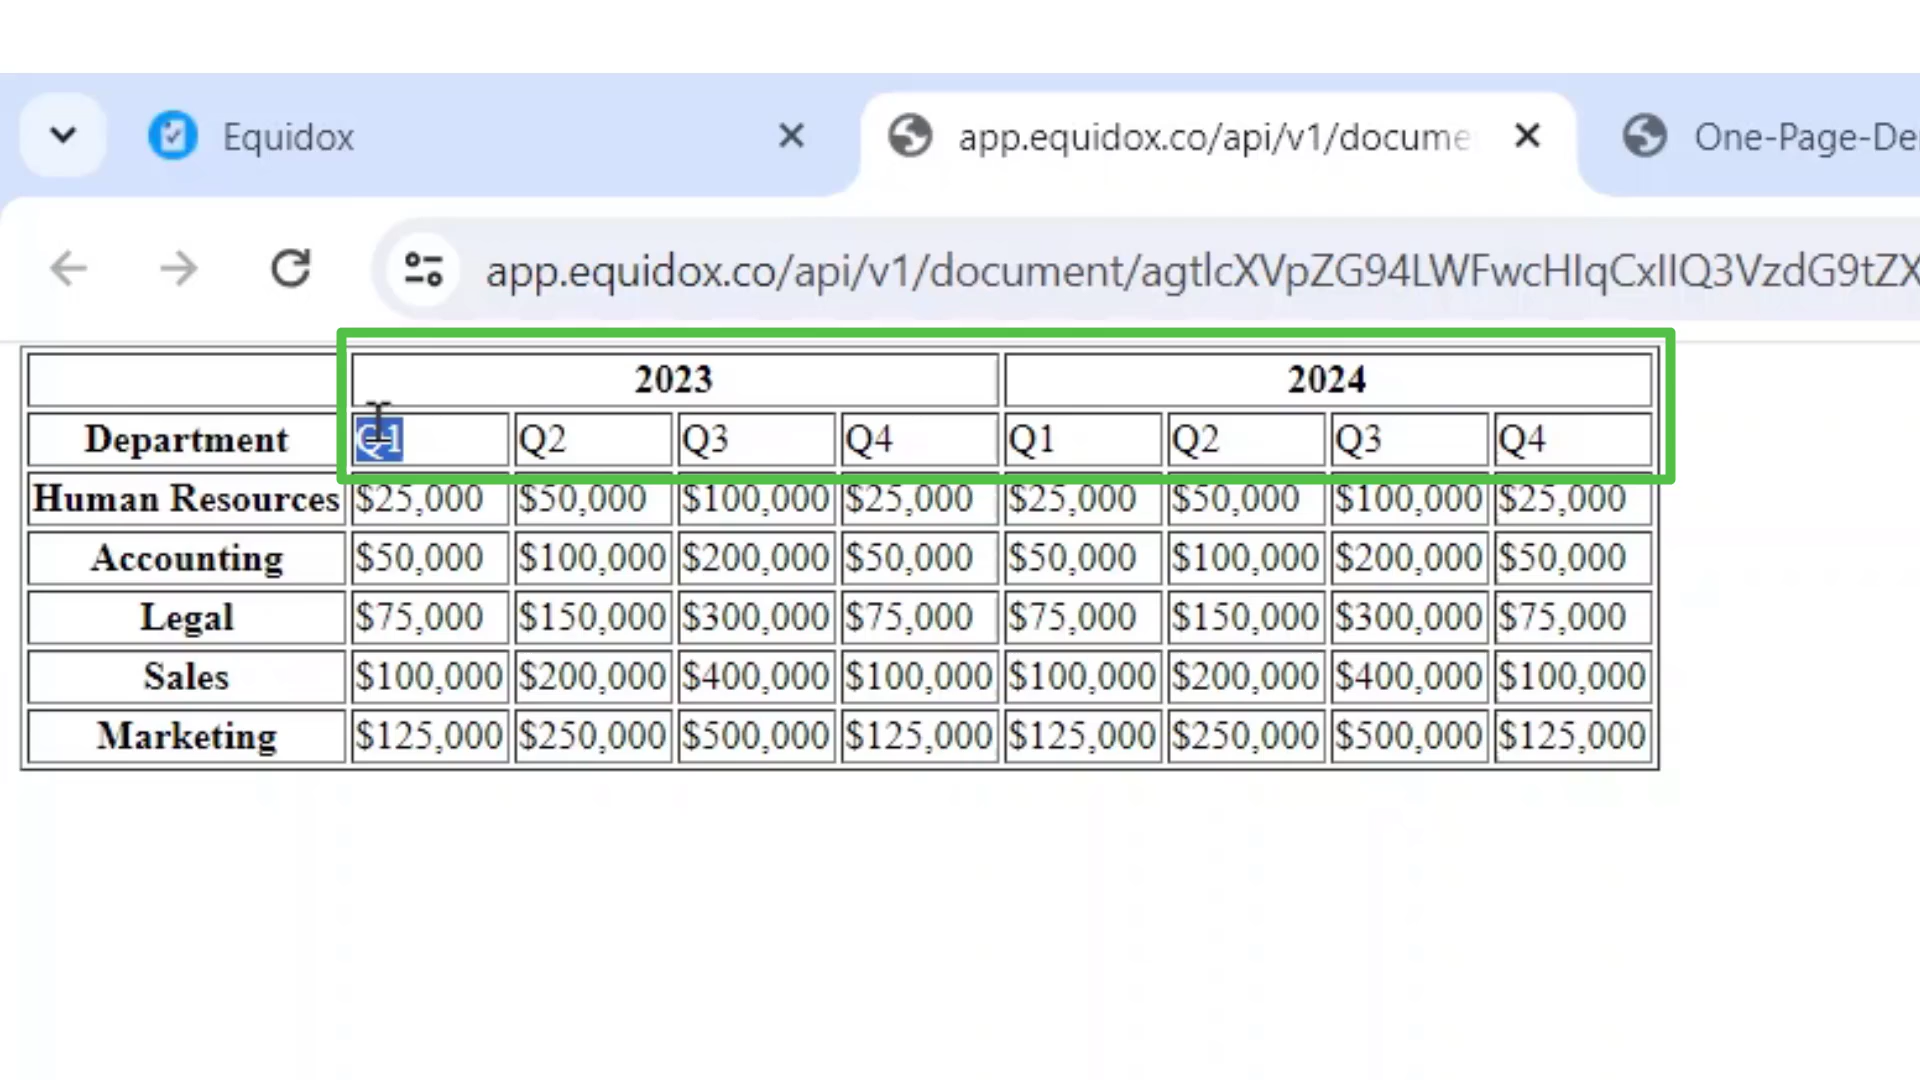 Equidox
app.equidox.co/api/v1/docume
One-Page-De
app.equidox.co/api/v1/document/agtlcXVpZG94LWFwcHIqCxIIQ3VzdG9tZX
2023 2024
Department Q1 Q2 Q3 Q4 Q1 Q2 Q3 Q4
Human Resources $25,000 $50,000 $100,000 $25,000 $25,000 $50,000 $100,000 $25,000
Accounting $50,000 $100,000 $200,000 $50,000 $50,000 $100,000 $200,000 $50,000
Legal $75,000 $150,000 $300,000 $75,000 $75,000 $150,000 $300,000 $75,000
Sales $100,000 $200,000 $400,000 $100,000 $100,000 $200,000 $400,000 $100,000
Marketing $125,000 $250,000 $500,000 $125,000 $125,000 $250,000 $500,000 $125,000